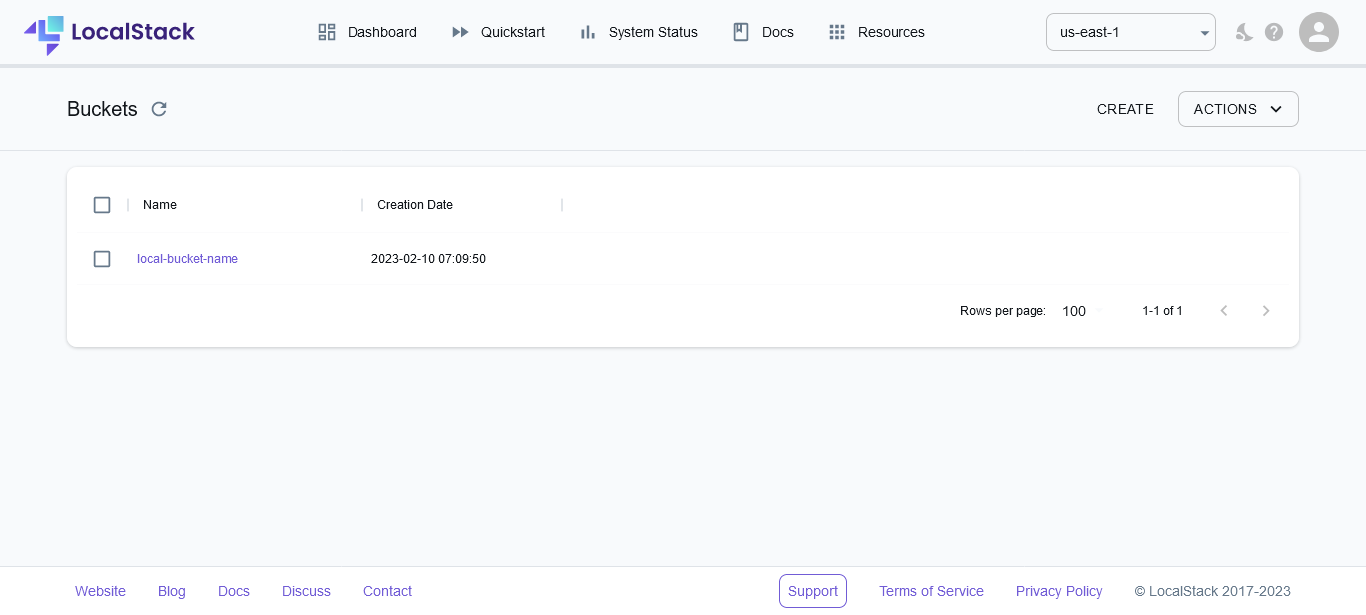 LocalStack Dashboard Quickstart System Status Docs Resources us-east-1
Buckets CREATE ACTIONS
Name Creation Date
local-bucket-name 2023-02-10 07:09:50
Rows per page: 100 1-1 of 1
Website Blog Docs Discuss Contact Support Terms of Service Privacy Policy © LocalStack 2017-2023